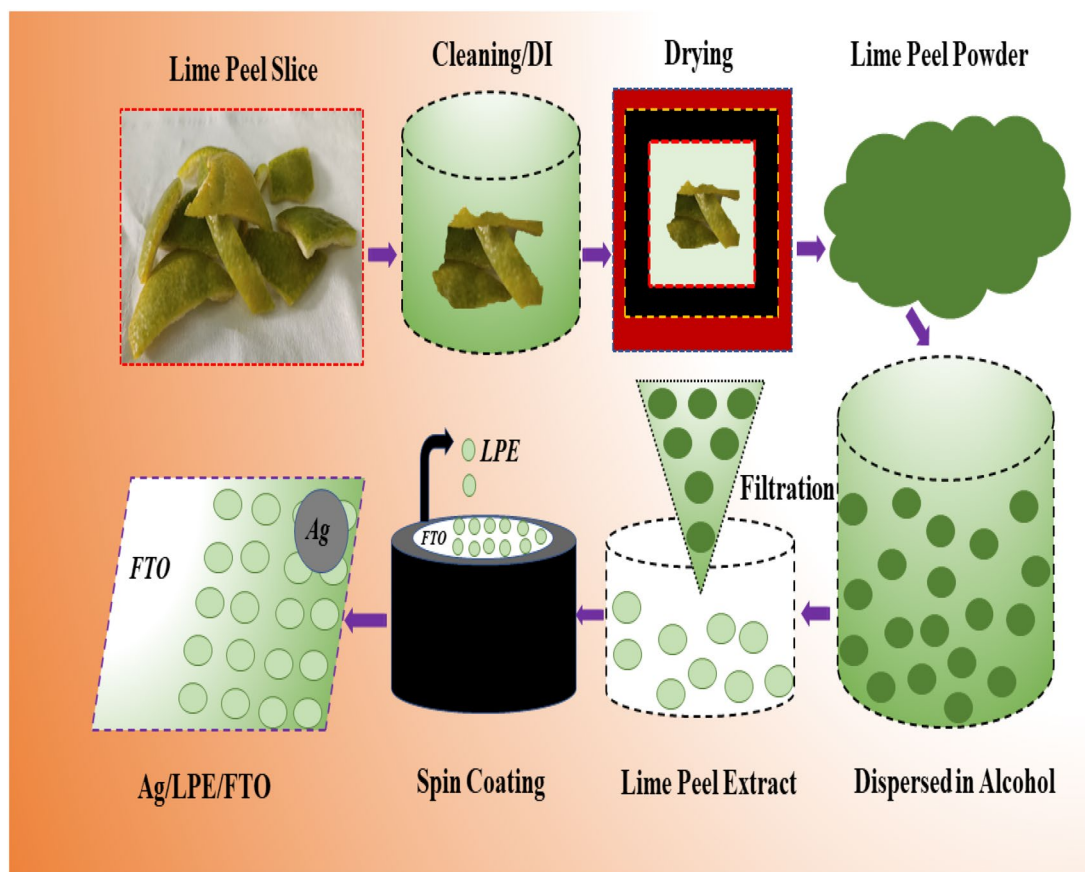 Lime Peel Slice
Cleaning/DI
Drying
Lime Peel Powder
LPE
Filtration
FTO
Ag
FTO
Ag/LPE/FTO
Spin Coating
Lime Peel Extract
Dispersed in Alcohol